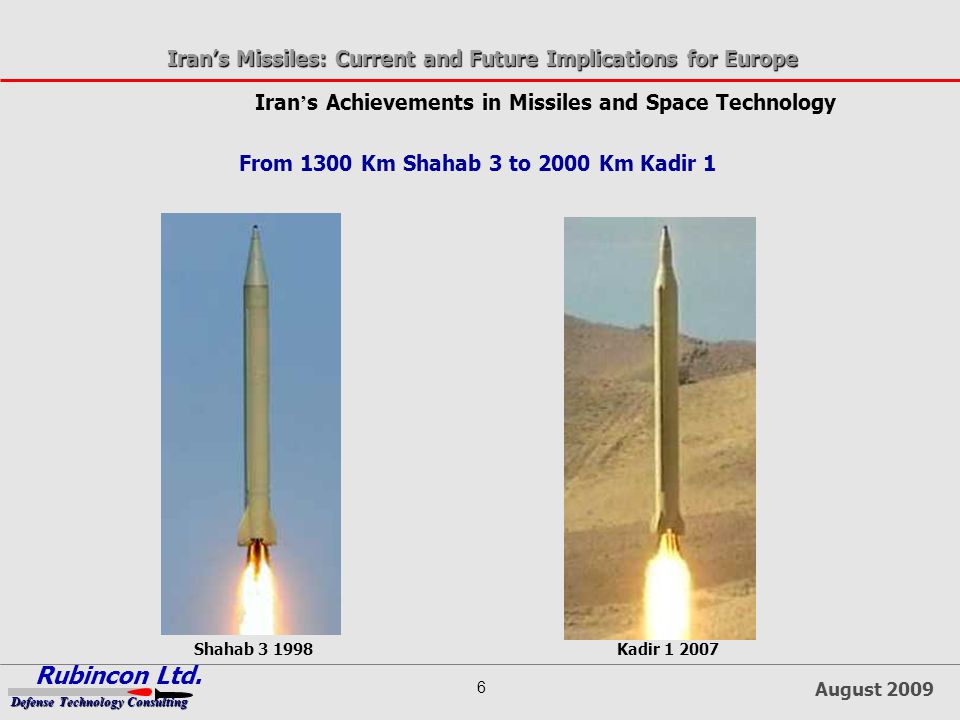 Iran’s Missiles: Current and Future Implications for Europe
Iran’s Achievements in Missiles and Space Technology
From 1300 Km Shahab 3 to 2000 Km Kadir 1
Shahab 3 1998
Kadir 1 2007
Rubincon Ltd.
Defense Technology Consulting
6
August 2009